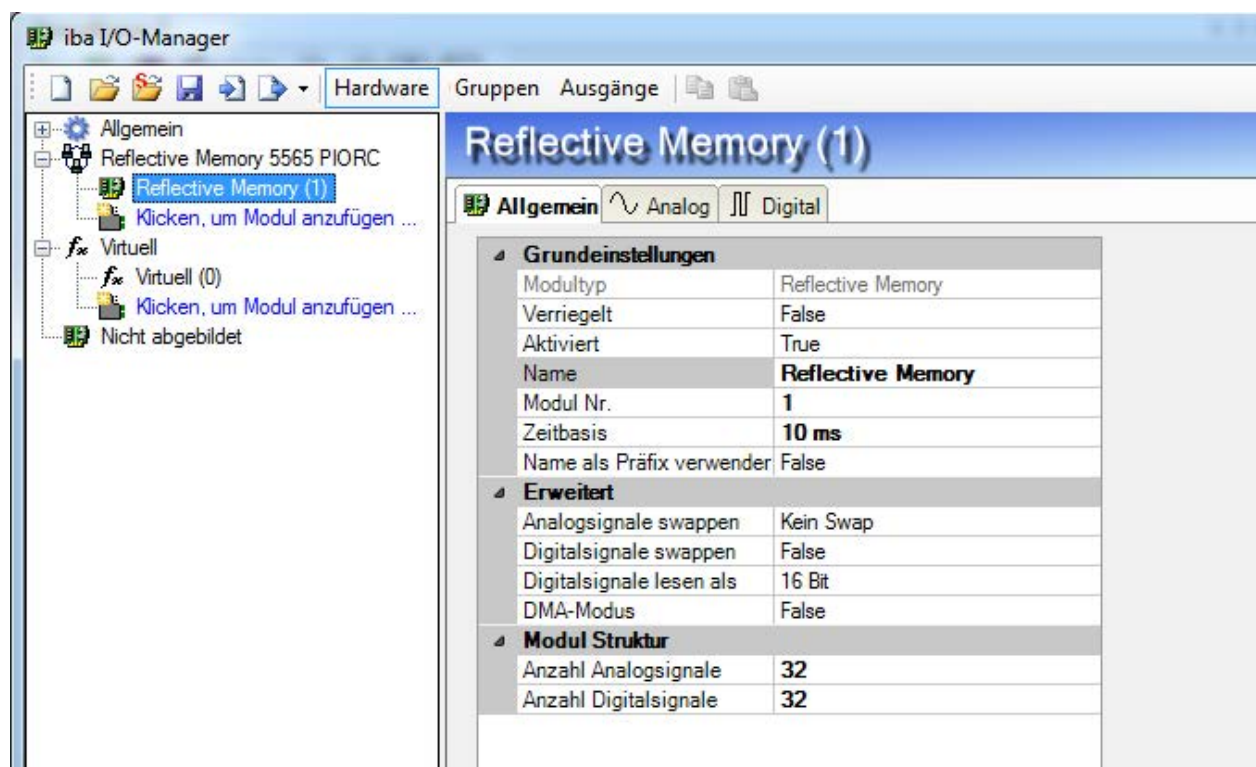 iba I/O-Manager
Hardware Gruppen Ausgänge
Allgemein
Reflective Memory 5565 PIORC
Reflective Memory (1)
Klicken, um Modul anzufügen ...
Virtuell
Virtuell (0)
Klicken, um Modul anzufügen ...
Nicht abgebildet
Reflective Memory (1)
Allgemein Analog Digital
Grundeinstellungen
Modultyp Reflective Memory
Verriegelt False
Aktiviert True
Name Reflective Memory
Modul Nr. 1
Zeitbasis 10 ms
Name als Präfix verwender False
Erweitert
Analogsignale swappen Kein Swap
Digitalsignale swappen False
Digitalsignale lesen als 16 Bit
DMA-Modus False
Modul Struktur
Anzahl Analogsignale 32
Anzahl Digitalsignale 32